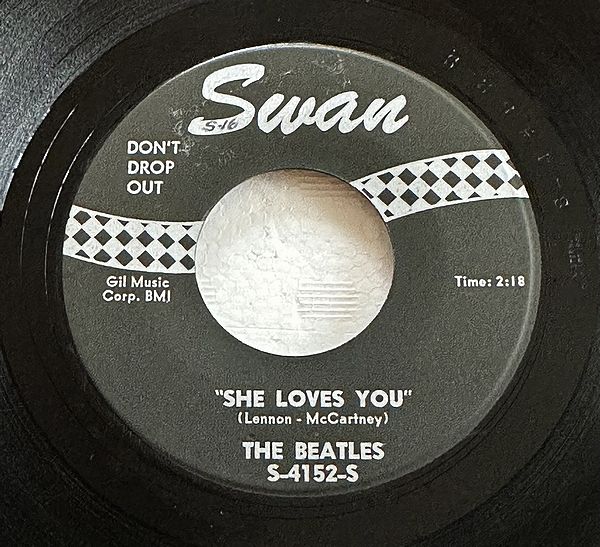 Swan
S-16
DON'T
DROP
OUT
Gil Music
Corp. BMI
Time: 2:18
"SHE LOVES YOU"
(Lennon - McCartney)
THE BEATLES
S-4152-S